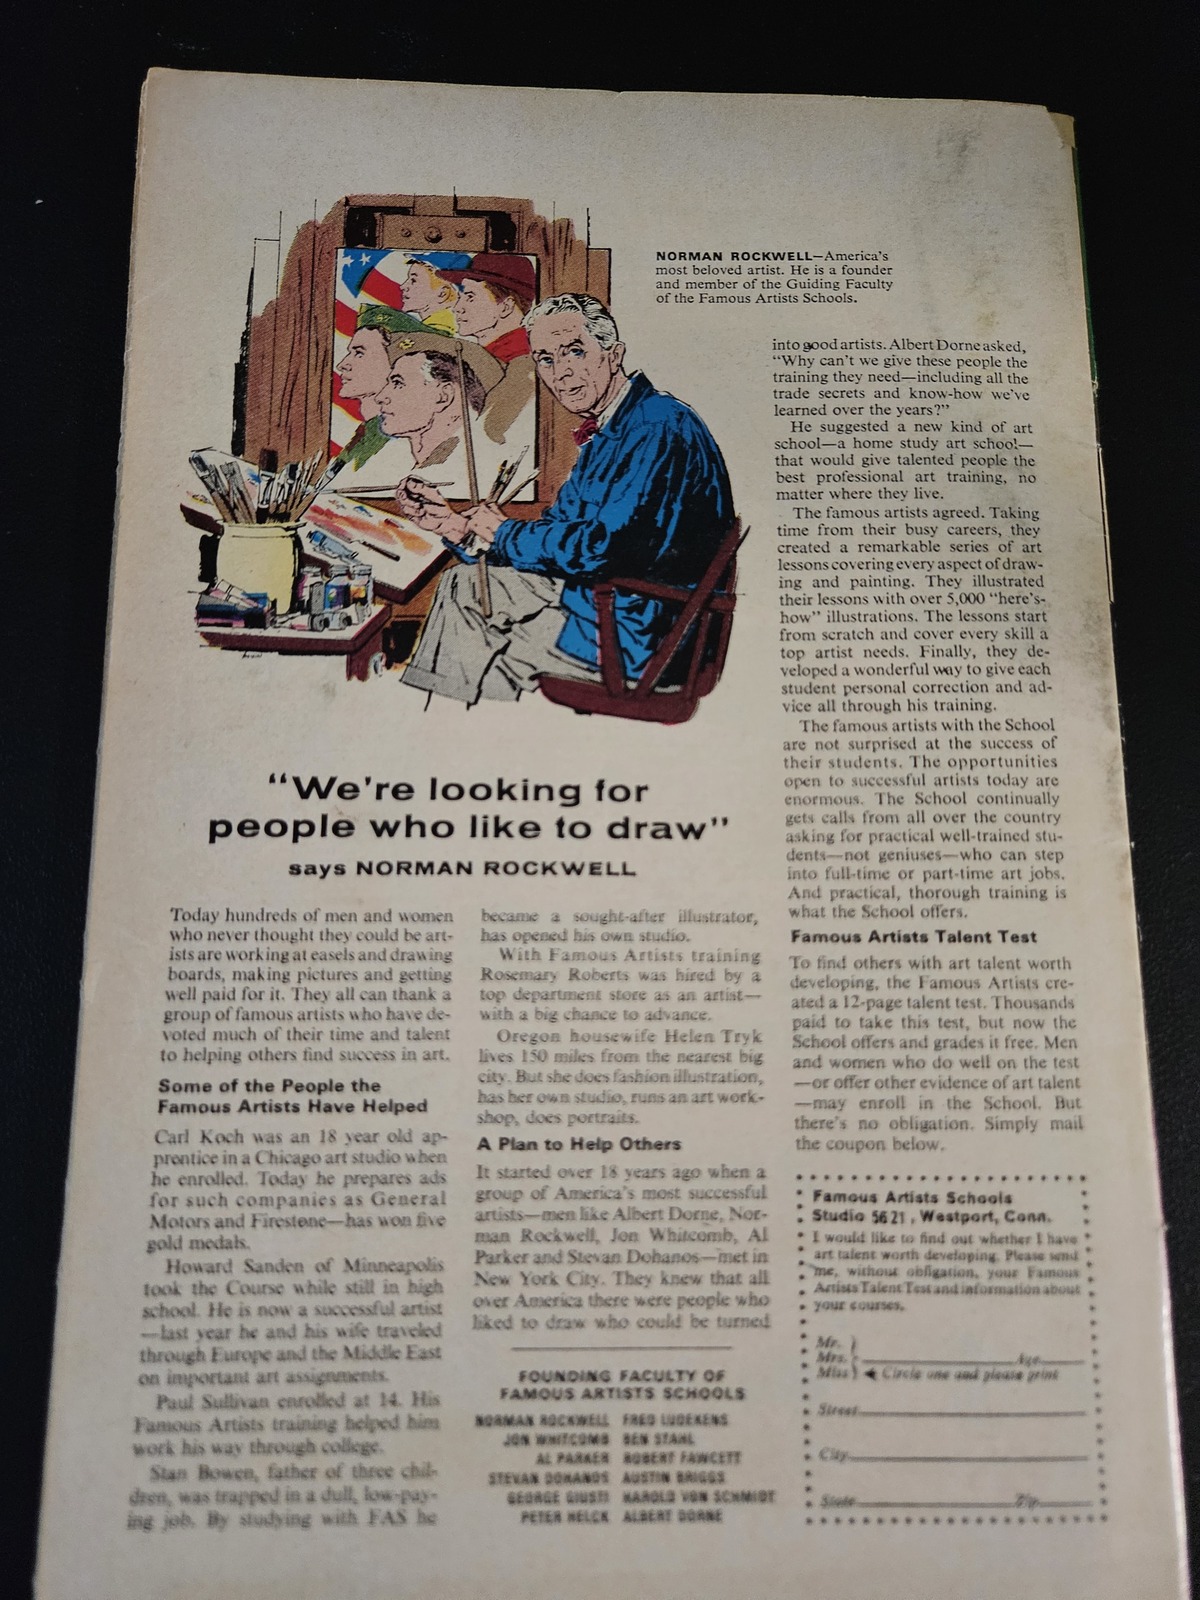 NORMAN ROCKWELL—America's
most beloved artist. He is a founder
and member of the Guiding Faculty
of the Famous Artists Schools.
"We're looking for
people who like to draw"
says NORMAN ROCKWELL
Today hundreds of men and women
who never thought they could be art-
ists are working at easels and drawing
boards, making pictures and getting
well paid for it. They all can thank a
group of famous artists who have de-
voted much of their time and talent
to helping others find success in art.
Some of the People the
Famous Artists Have Helped
Carl Koch was an 18 year old ap-
prentice in a Chicago art studio when
he enrolled. Today he prepares ads
for such companies as General
Motors and Firestone—has won five
gold medals.
Howard Sanden of Minneapolis
took the Course while still in high
school. He is now a successful artist
—last year he and his wife traveled
through Europe and the Middle East
on important art assignments.
Paul Sullivan enrolled at 14. His
Famous Artists training helped him
work his way through college.
Stan Bowen, father of three chil-
dren, was trapped in a dull, low-pay-
ing job. By studying with FAS he
became a sought-after illustrator,
has opened his own studio.
With Famous Artists training
Rosemary Roberts was hired by a
top department store as an artist—
with a big chance to advance.
Oregon housewife Helen Tryk
lives 150 miles from the nearest big
city. But she does fashion illustration,
has her own studio, runs an art work-
shop, does portraits.
A Plan to Help Others
It started over 18 years ago when a
group of America's most successful
artists—men like Albert Dorne, Nor-
man Rockwell, Jon Whitcomb, Al
Parker and Stevan Dohanos—met in
New York City. They knew that all
over America there were people who
liked to draw who could be turned
into good artists. Albert Dorne asked,
"Why can't we give these people the
training they need—including all the
trade secrets and know-how we've
learned over the years?"
He suggested a new kind of art
school—a home study art school—
that would give talented people the
best professional art training, no
matter where they live.
The famous artists agreed. Taking
time from their busy careers, they
created a remarkable series of art
lessons covering every aspect of draw-
ing and painting. They illustrated
their lessons with over 5,000 "here's-
how" illustrations. The lessons start
from scratch and cover every skill a
top artist needs. Finally, they de-
veloped a wonderful way to give each
student personal correction and ad-
vice all through his training.
The famous artists with the School
are not surprised at the success of
their students. The opportunities
open to successful artists today are
enormous. The School continually
gets calls from all over the country
asking for practical well-trained stu-
dents—not geniuses—who can step
into full-time or part-time art jobs.
And practical, thorough training is
what the School offers.
Famous Artists Talent Test
To find others with art talent worth
developing, the Famous Artists cre-
ated a 12-page talent test. Thousands
paid to take this test, but now the
School offers and grades it free. Men
and women who do well on the test
—or offer other evidence of art talent
—may enroll in the School. But
there's no obligation. Simply mail
the coupon below.
FOUNDING FACULTY OF
FAMOUS ARTISTS SCHOOLS
NORMAN ROCKWELL FRED LUDEKENS
JON WHITCOMB BEN STAHL
AL PARKER ROBERT FAWCETT
STEVAN DOHANOS AUSTIN BRIGGS
GEORGE GIUSTI HAROLD VON SCHMIDT
PETER HELCK ALBERT DORNE
Famous Artists Schools
Studio 5621, Westport, Conn.
I would like to find out whether I have
art talent worth developing. Please send
me, without obligation, your Famous
Artists Talent Test and information about
your courses.
Mr.
Mrs. Age
Miss Circle one and please print
Street
City
State Zip